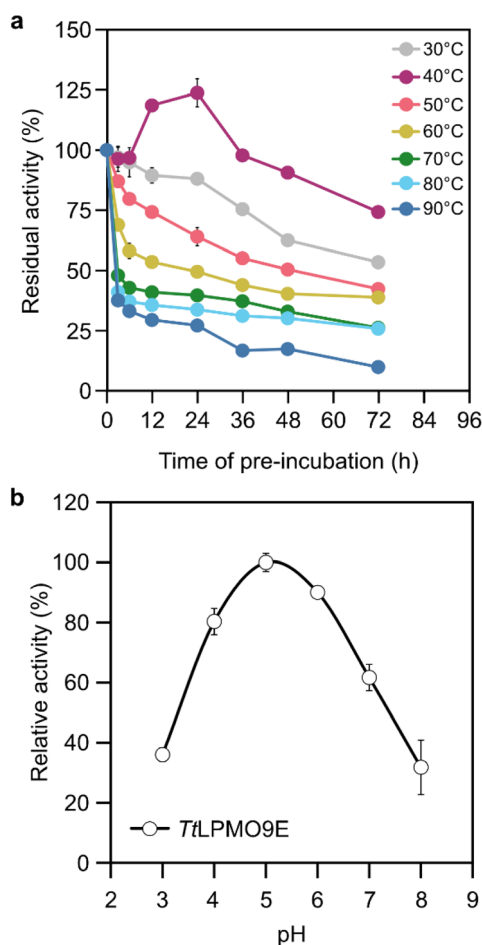 a
150
125
100
75
50
25
0
Residual activity (%)
30°C
40°C
50°C
60°C
70°C
80°C
90°C
0 12 24 36 48 60 72 84 96
Time of pre-incubation (h)
b
120
100
80
60
40
20
0
Relative activity (%)
TtLPMO9E
2 3 4 5 6 7 8 9
pH